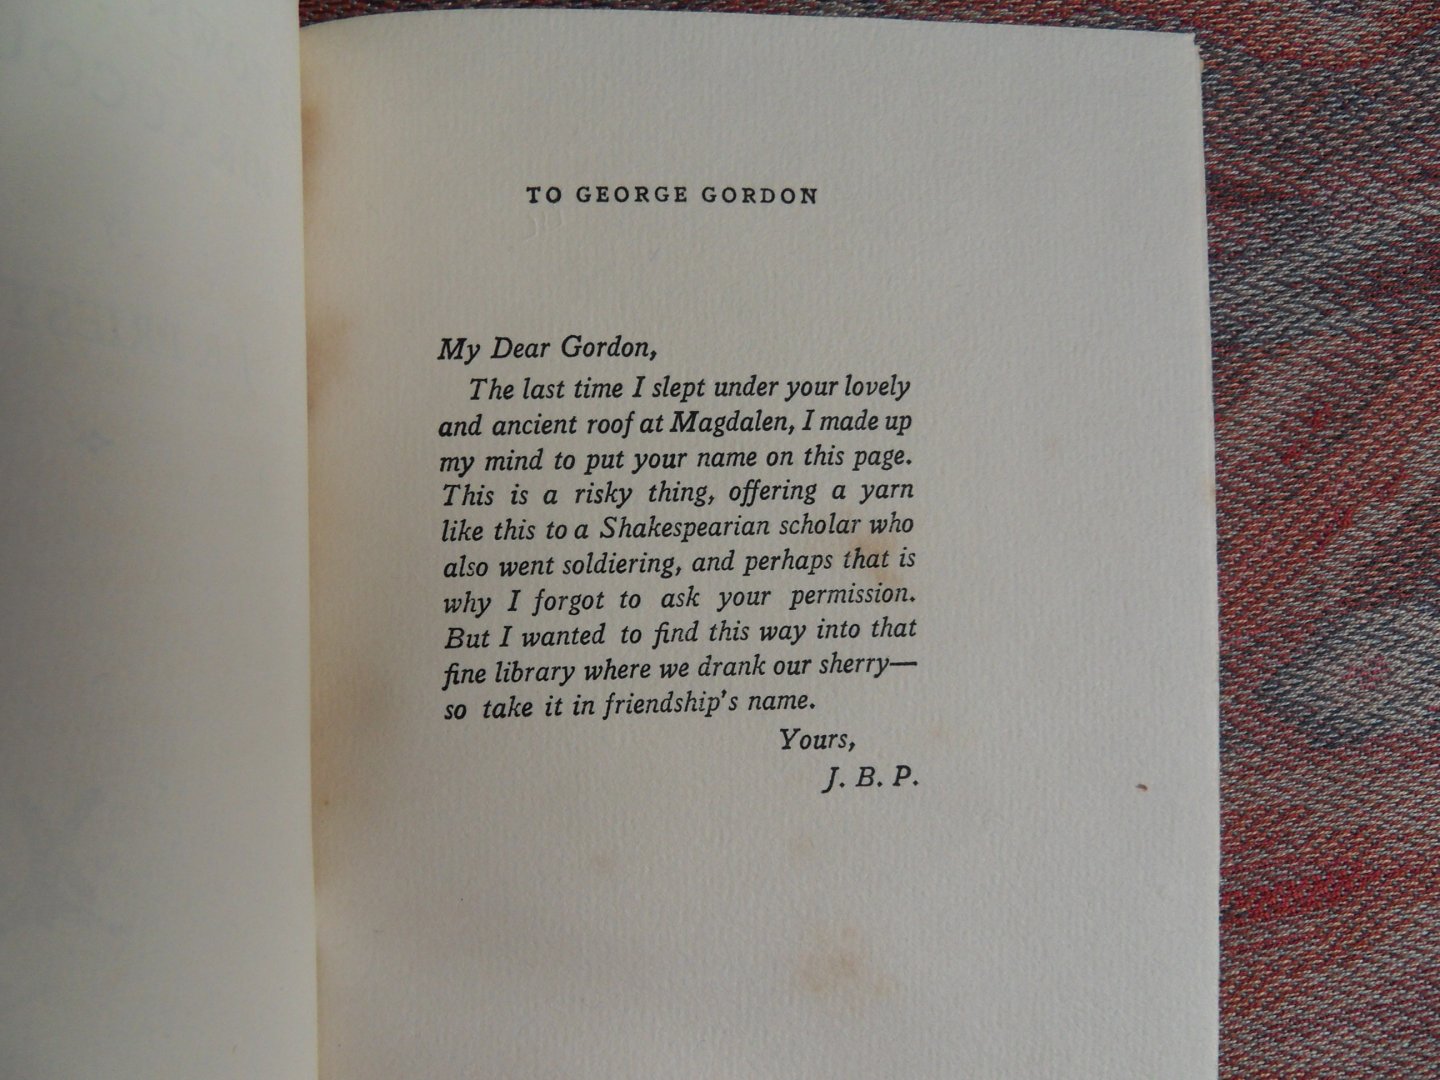 TO GEORGE GORDON
My Dear Gordon,
The last time I slept under your lovely
and ancient roof at Magdalen, I made up
my mind to put your name on this page.
This is a risky thing, offering a yarn
like this to a Shakespearian scholar who
also went soldiering, and perhaps that is
why I forgot to ask your permission.
But I wanted to find this way into that
fine library where we drank our sherry—
so take it in friendship's name.
Yours,
J. B. P.